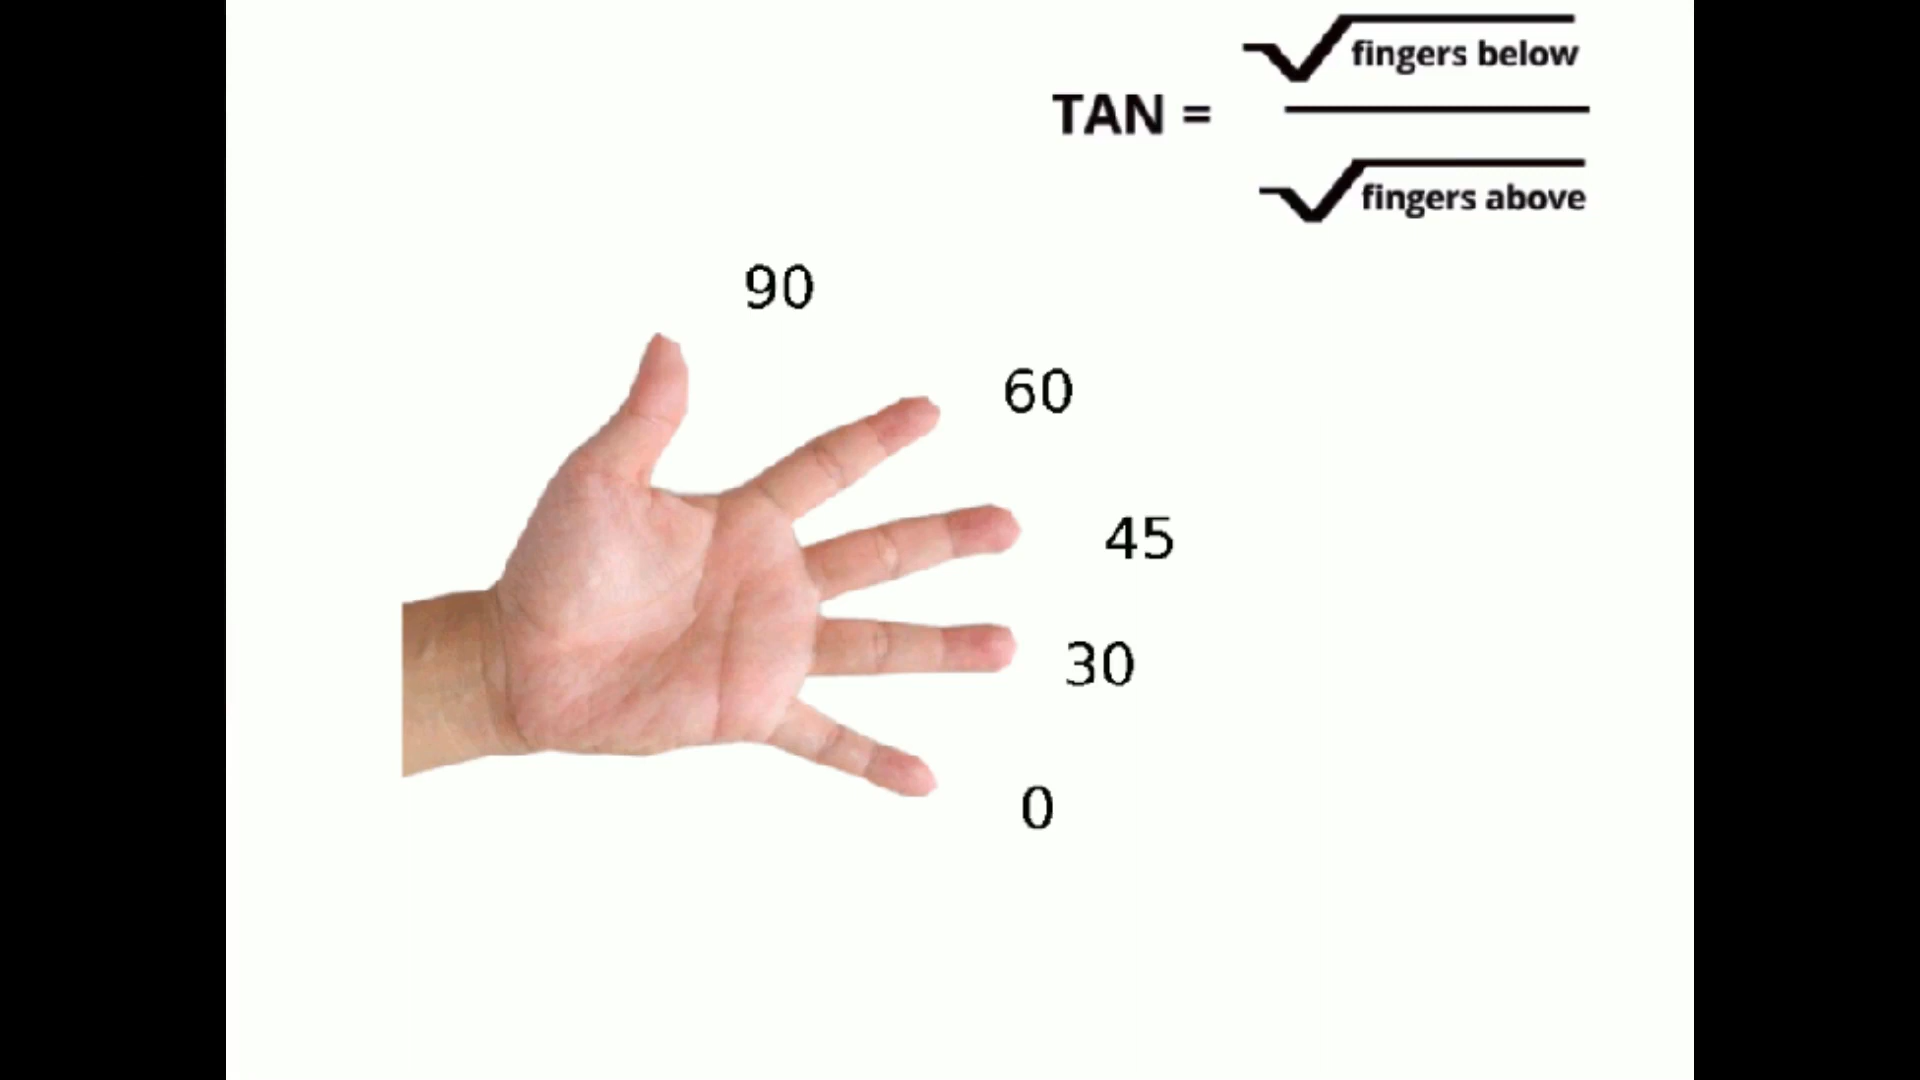 √fingers below
TAN =
√fingers above
90
60
45
30
0